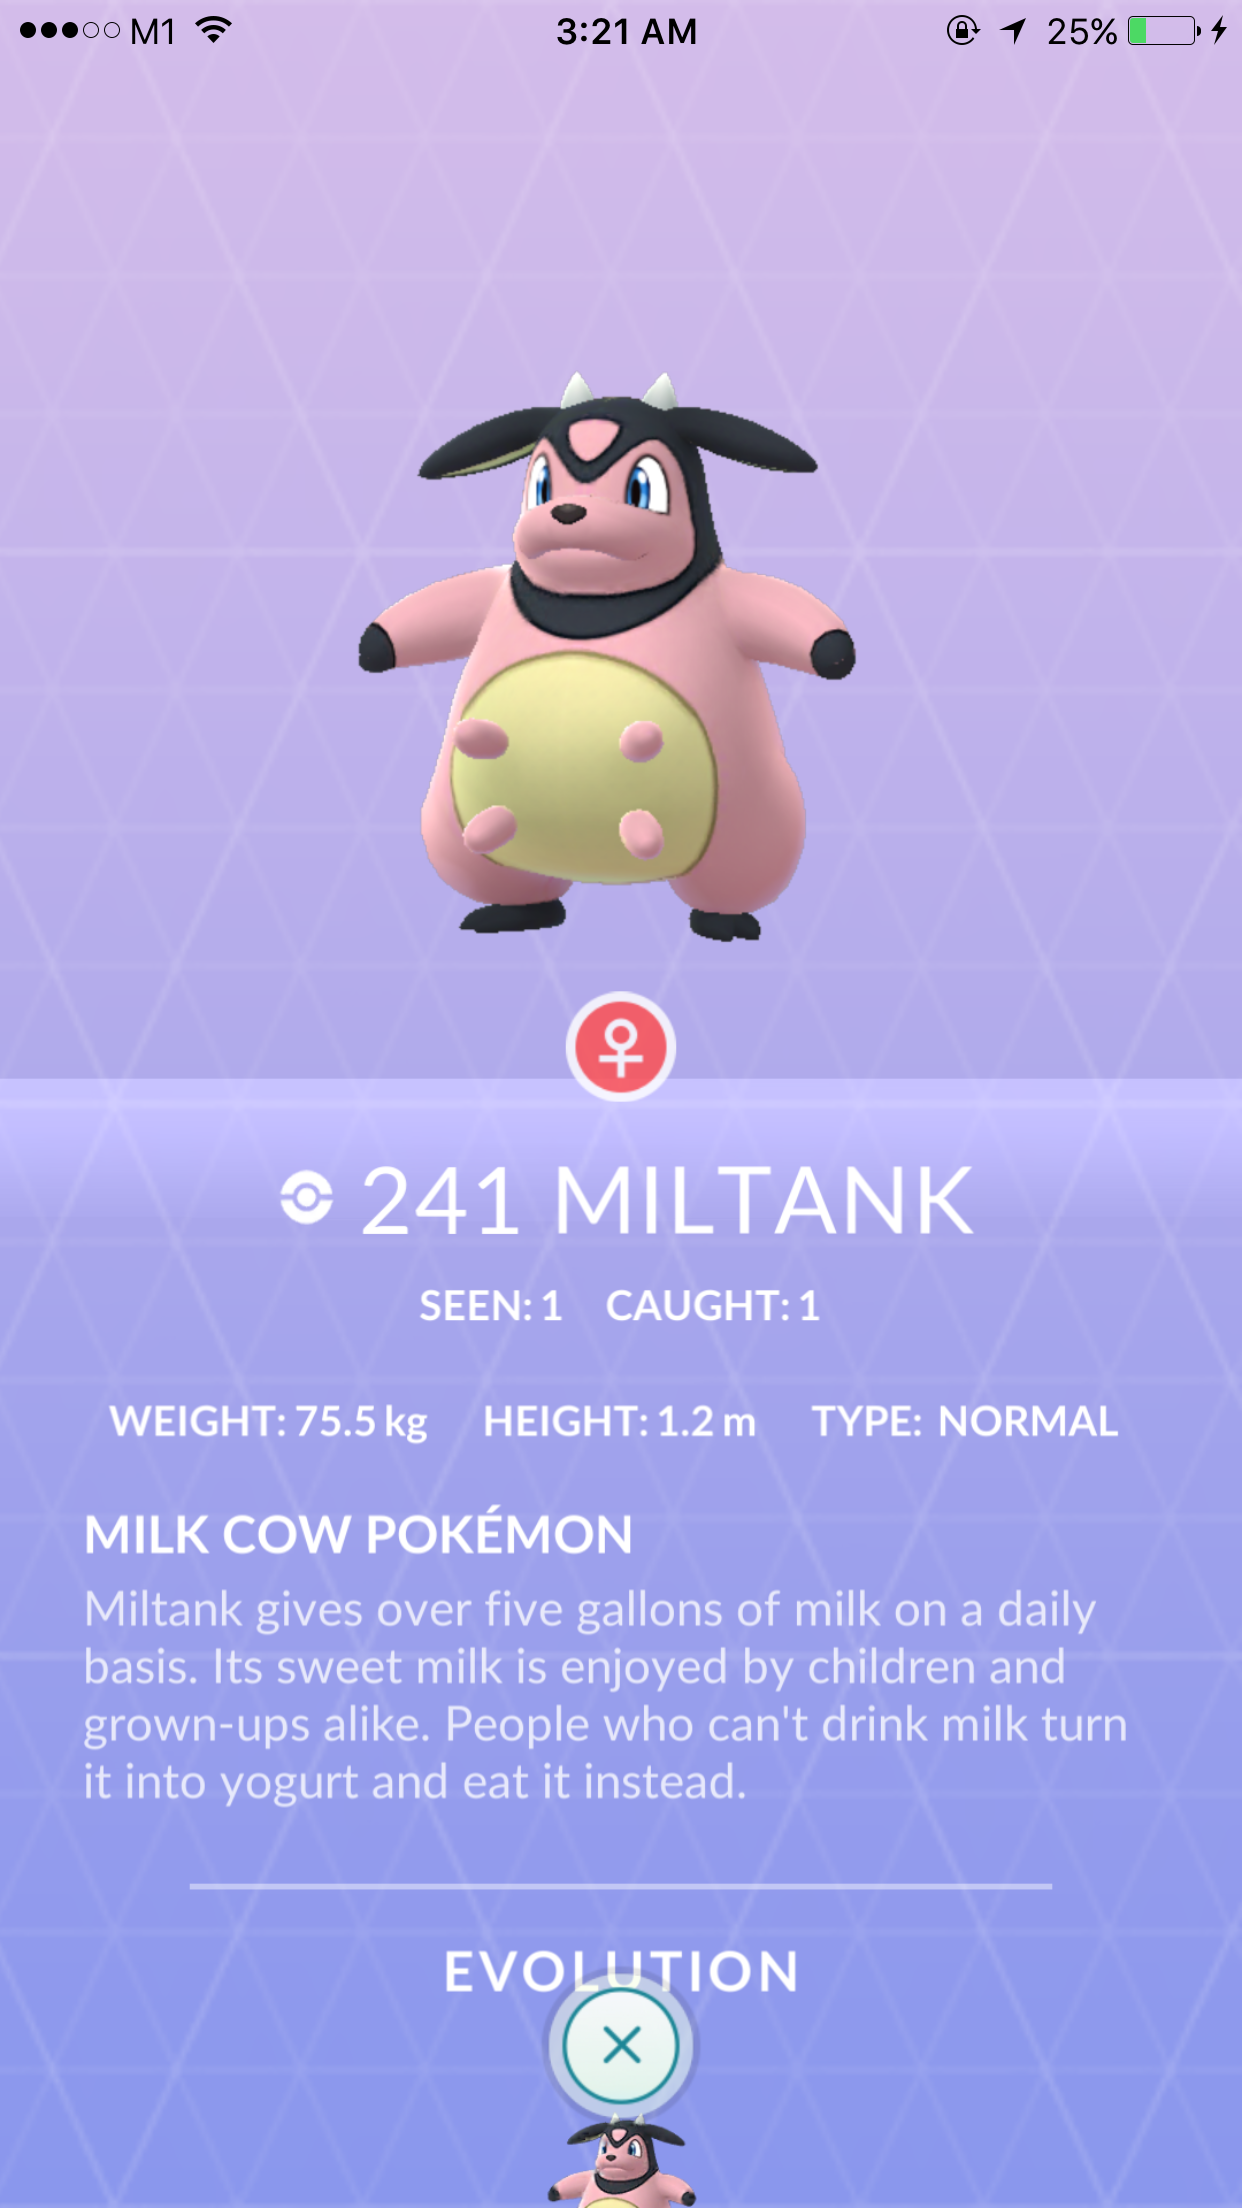 M1 3:21 AM 25%
241 MILTANK
SEEN: 1 CAUGHT: 1
WEIGHT: 75.5 kg HEIGHT: 1.2 m TYPE: NORMAL
MILK COW POKÉMON
Miltank gives over five gallons of milk on a daily
basis. Its sweet milk is enjoyed by children and
grown-ups alike. People who can't drink milk turn
it into yogurt and eat it instead.
EVOLUTION